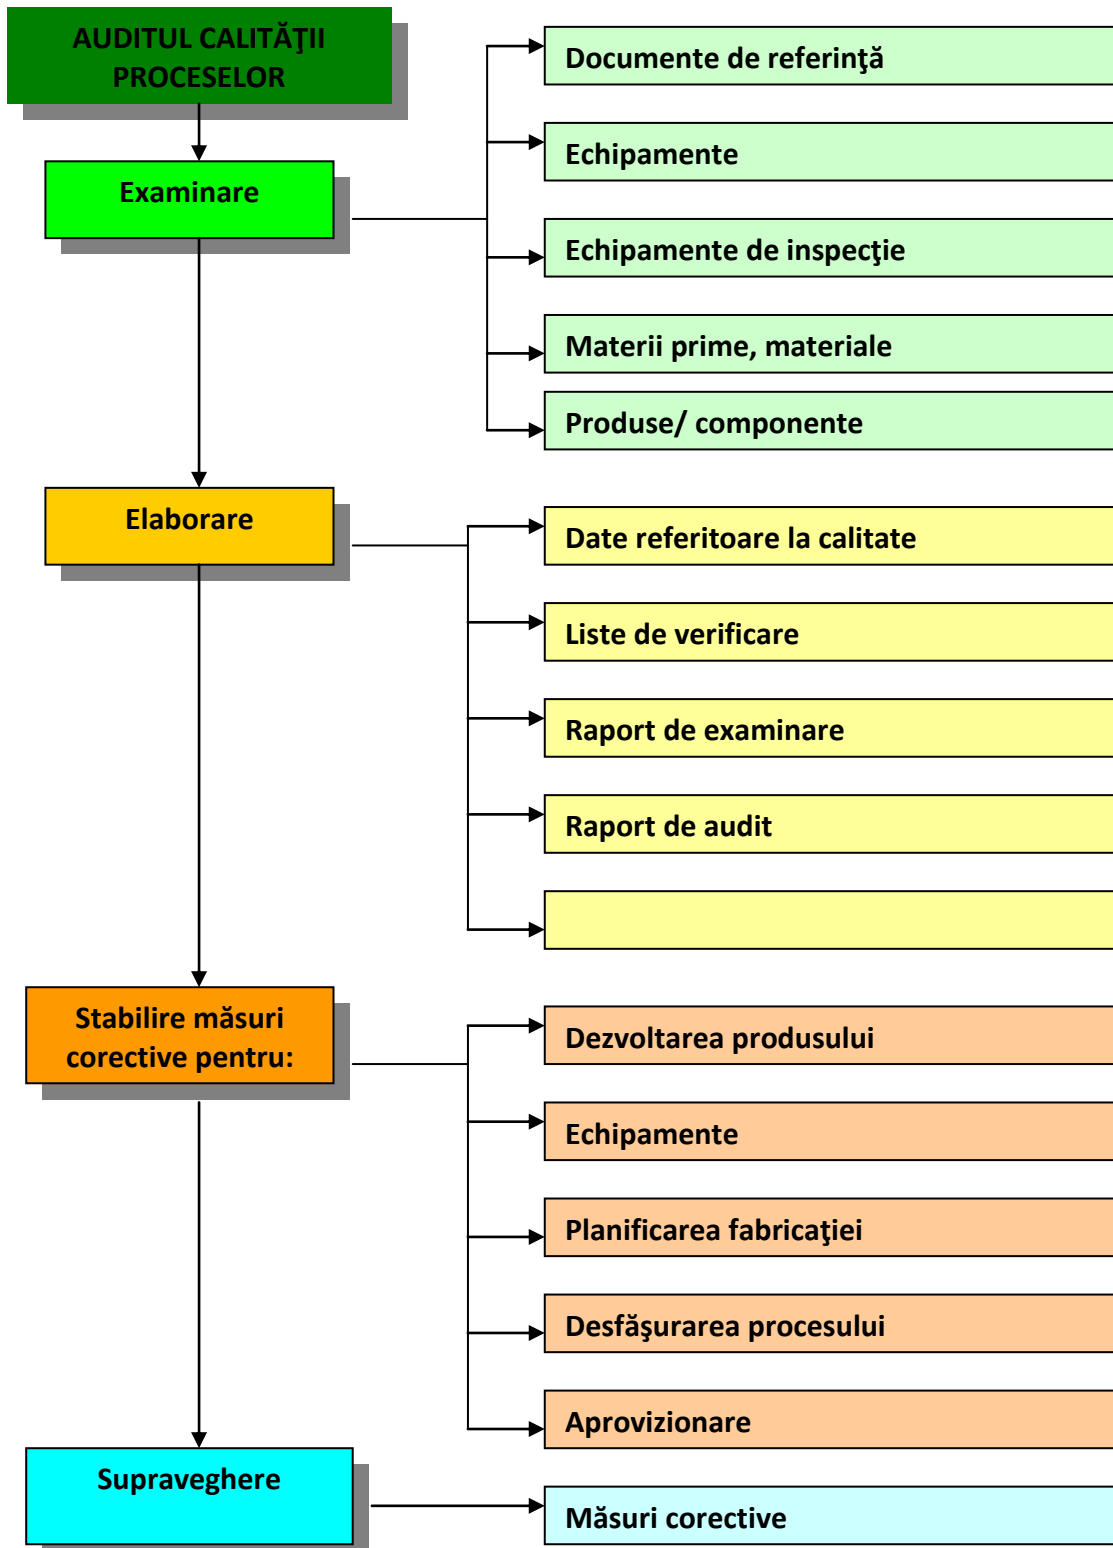 AUDITUL CALITĂŢII
PROCESELOR
Examinare
Documente de referinţă
Echipamente
Echipamente de inspecţie
Materii prime, materiale
Produse/ componente
Elaborare
Date referitoare la calitate
Liste de verificare
Raport de examinare
Raport de audit
Stabilire măsuri
corective pentru:
Dezvoltarea produsului
Echipamente
Planificarea fabricaţiei
Desfăşurarea procesului
Aprovizionare
Supraveghere
Măsuri corective